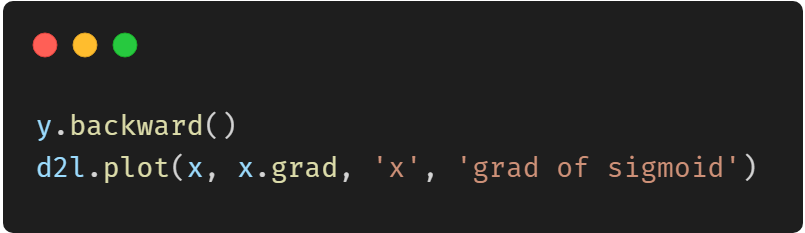 y.backward()
d2l.plot(x, x.grad, 'x', 'grad of sigmoid')